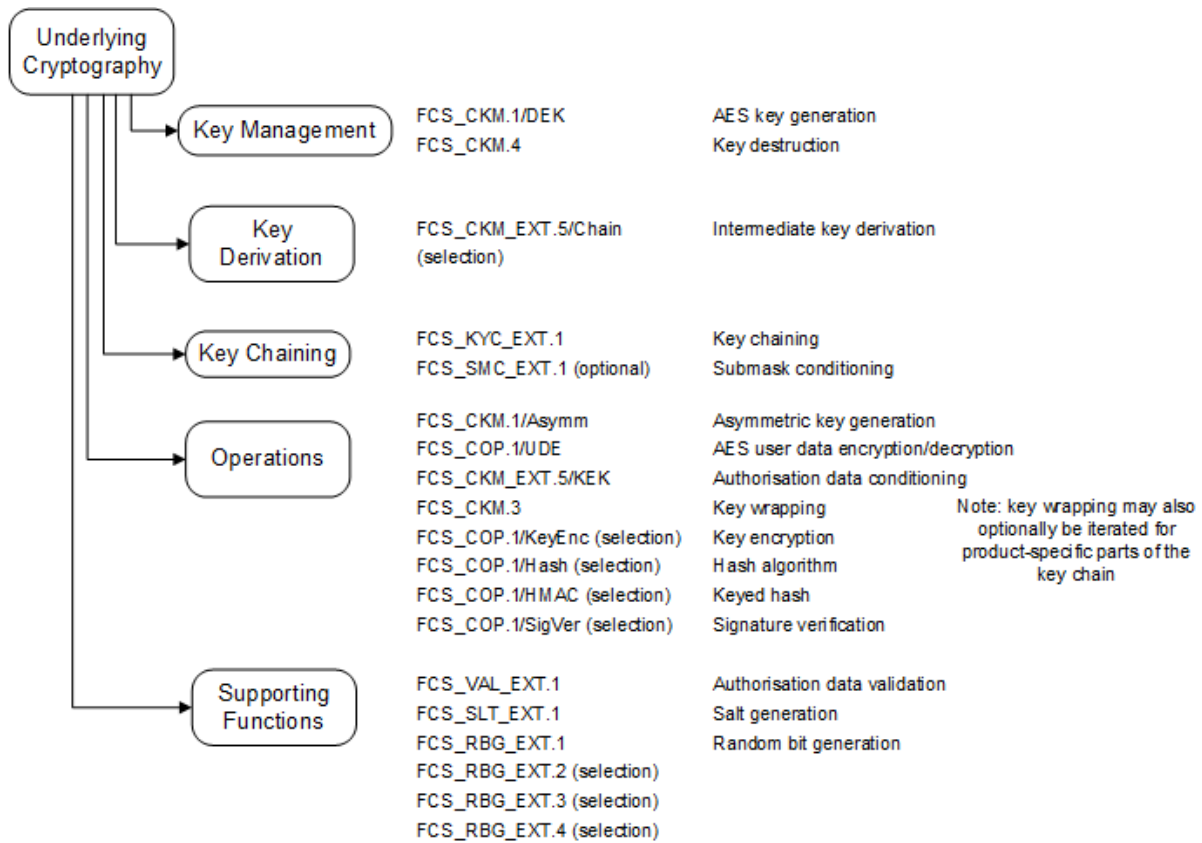 Underlying
Cryptography
Key Management
FCS_CKM.1/DEK AES key generation
FCS_CKM.4 Key destruction
Key
Derivation
FCS_CKM_EXT.5/Chain Intermediate key derivation
(selection)
Key Chaining
FCS_KYC_EXT.1 Key chaining
FCS_SMC_EXT.1 (optional) Submask conditioning
Operations
FCS_CKM.1/Asymm Asymmetric key generation
FCS_COP.1/UDE AES user data encryption/decryption
FCS_CKM_EXT.5/KEK Authorisation data conditioning
FCS_CKM.3 Key wrapping
FCS_COP.1/KeyEnc (selection) Key encryption
FCS_COP.1/Hash (selection) Hash algorithm
FCS_COP.1/HMAC (selection) Keyed hash
FCS_COP.1/SigVer (selection) Signature verification
Note: key wrapping may also
optionally be iterated for
product-specific parts of the
key chain
Supporting
Functions
FCS_VAL_EXT.1 Authorisation data validation
FCS_SLT_EXT.1 Salt generation
FCS_RBG_EXT.1 Random bit generation
FCS_RBG_EXT.2 (selection)
FCS_RBG_EXT.3 (selection)
FCS_RBG_EXT.4 (selection)